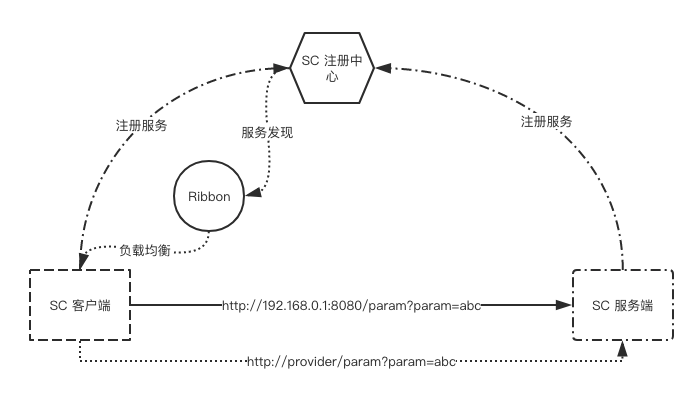 SC 注册中
心
注册服务
注册服务
服务发现
Ribbon
负载均衡
SC 客户端
http://192.168.0.1:8080/param?param=abc
SC 服务端
http://provider/param?param=abc